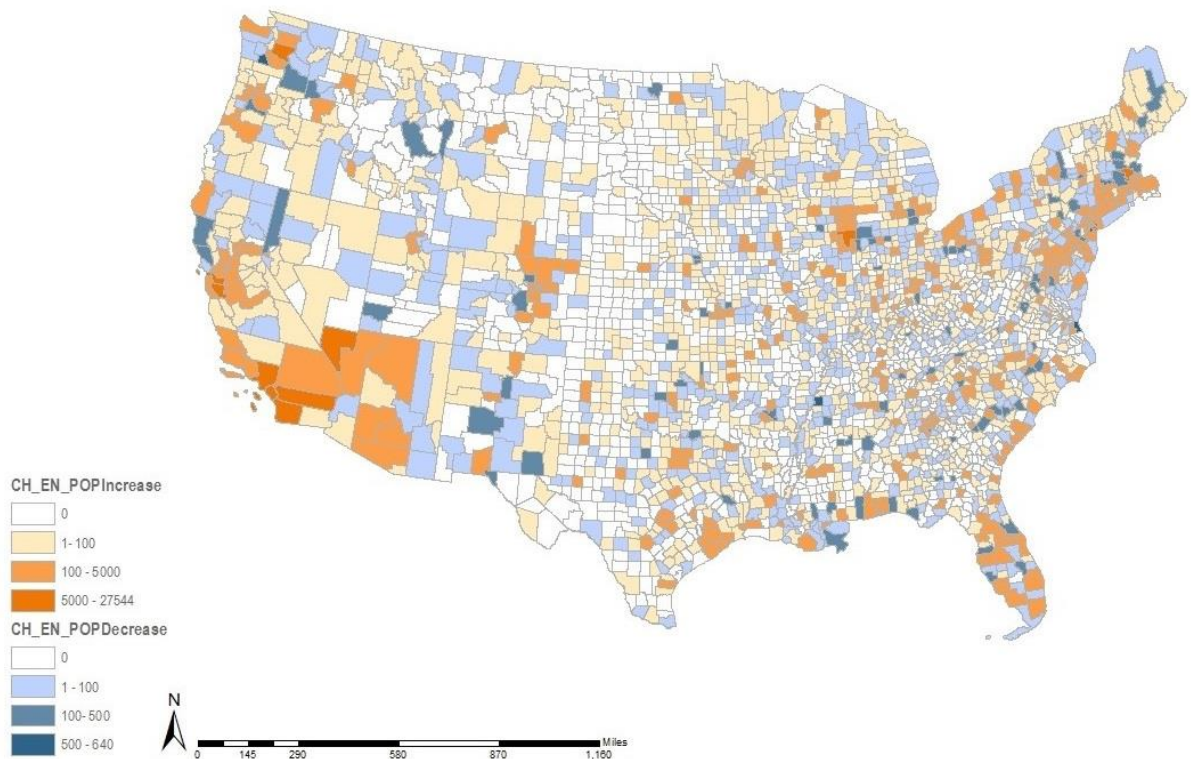 CH_EN_POPIncrease
0
1- 100
100 - 5000
5000 - 27544
CH_EN_POPDecrease
0
1 - 100
100- 500
500 - 640
N
Miles
0 145 290 580 870 1,160